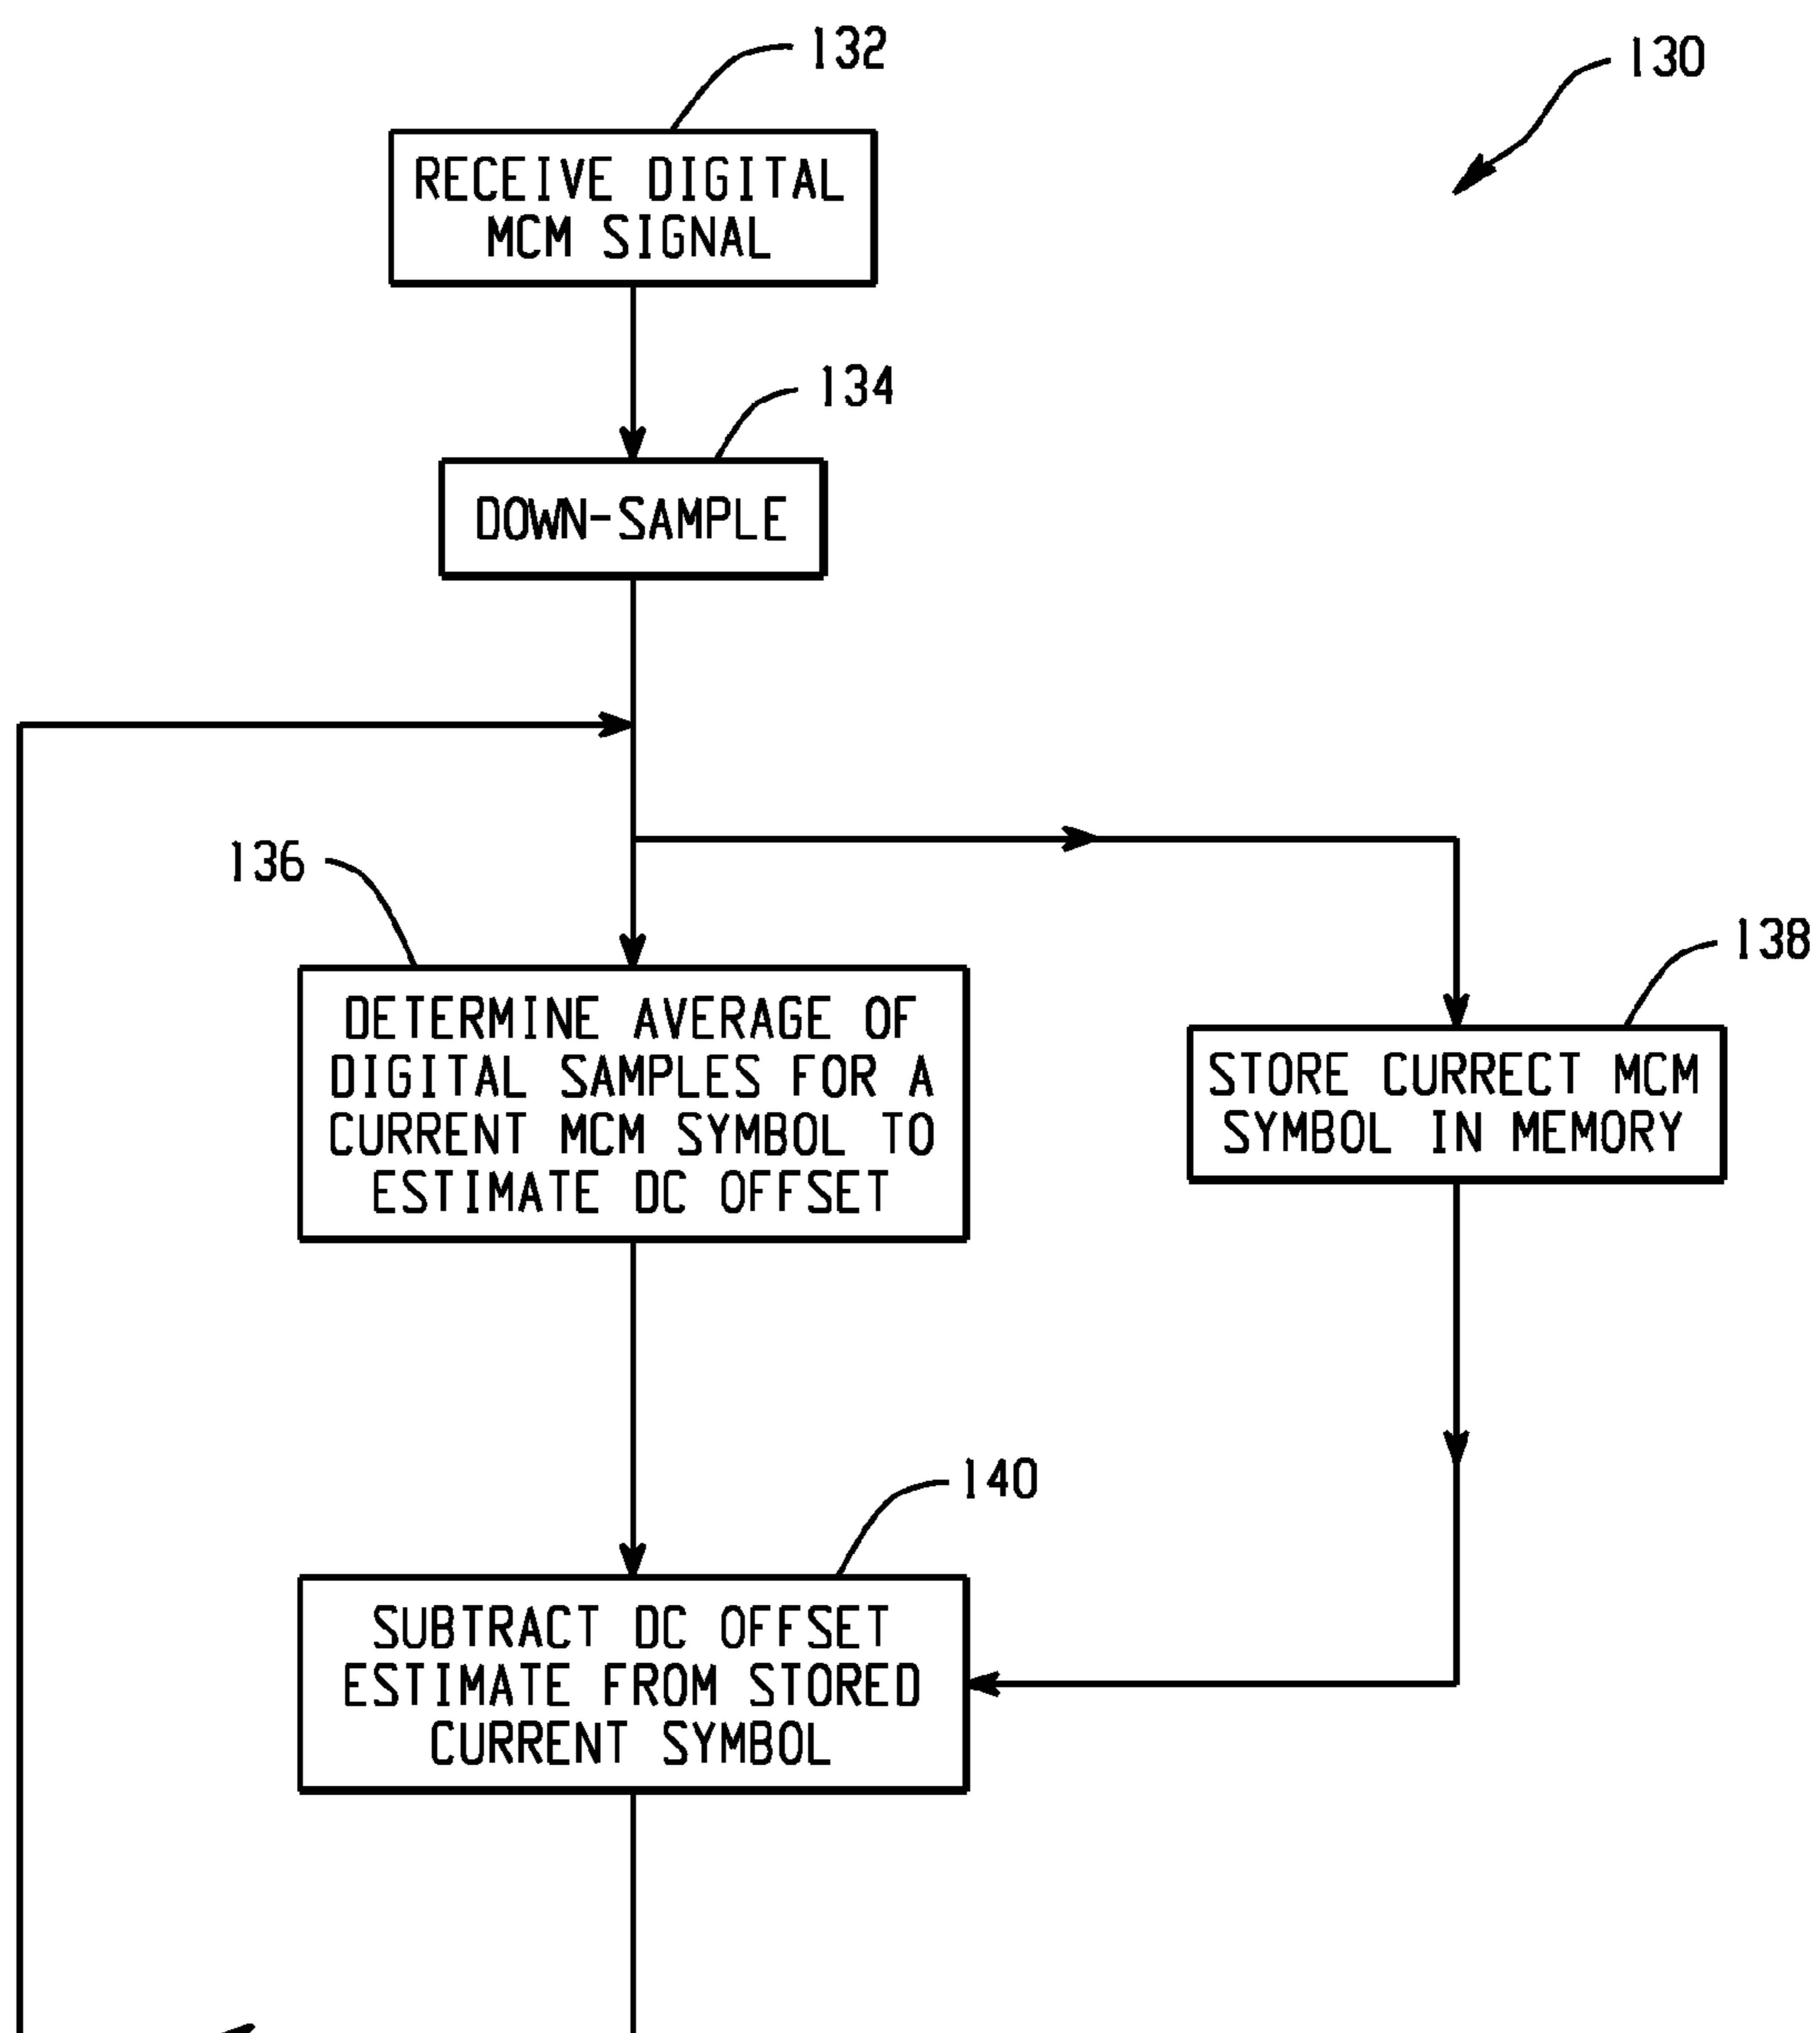 132
130
RECEIVE DIGITAL
MCM SIGNAL
134
DOWN-SAMPLE
136
138
DETERMINE AVERAGE OF
DIGITAL SAMPLES FOR A
CURRENT MCM SYMBOL TO
ESTIMATE DC OFFSET
STORE CURRECT MCM
SYMBOL IN MEMORY
140
SUBTRACT DC OFFSET
ESTIMATE FROM STORED
CURRENT SYMBOL